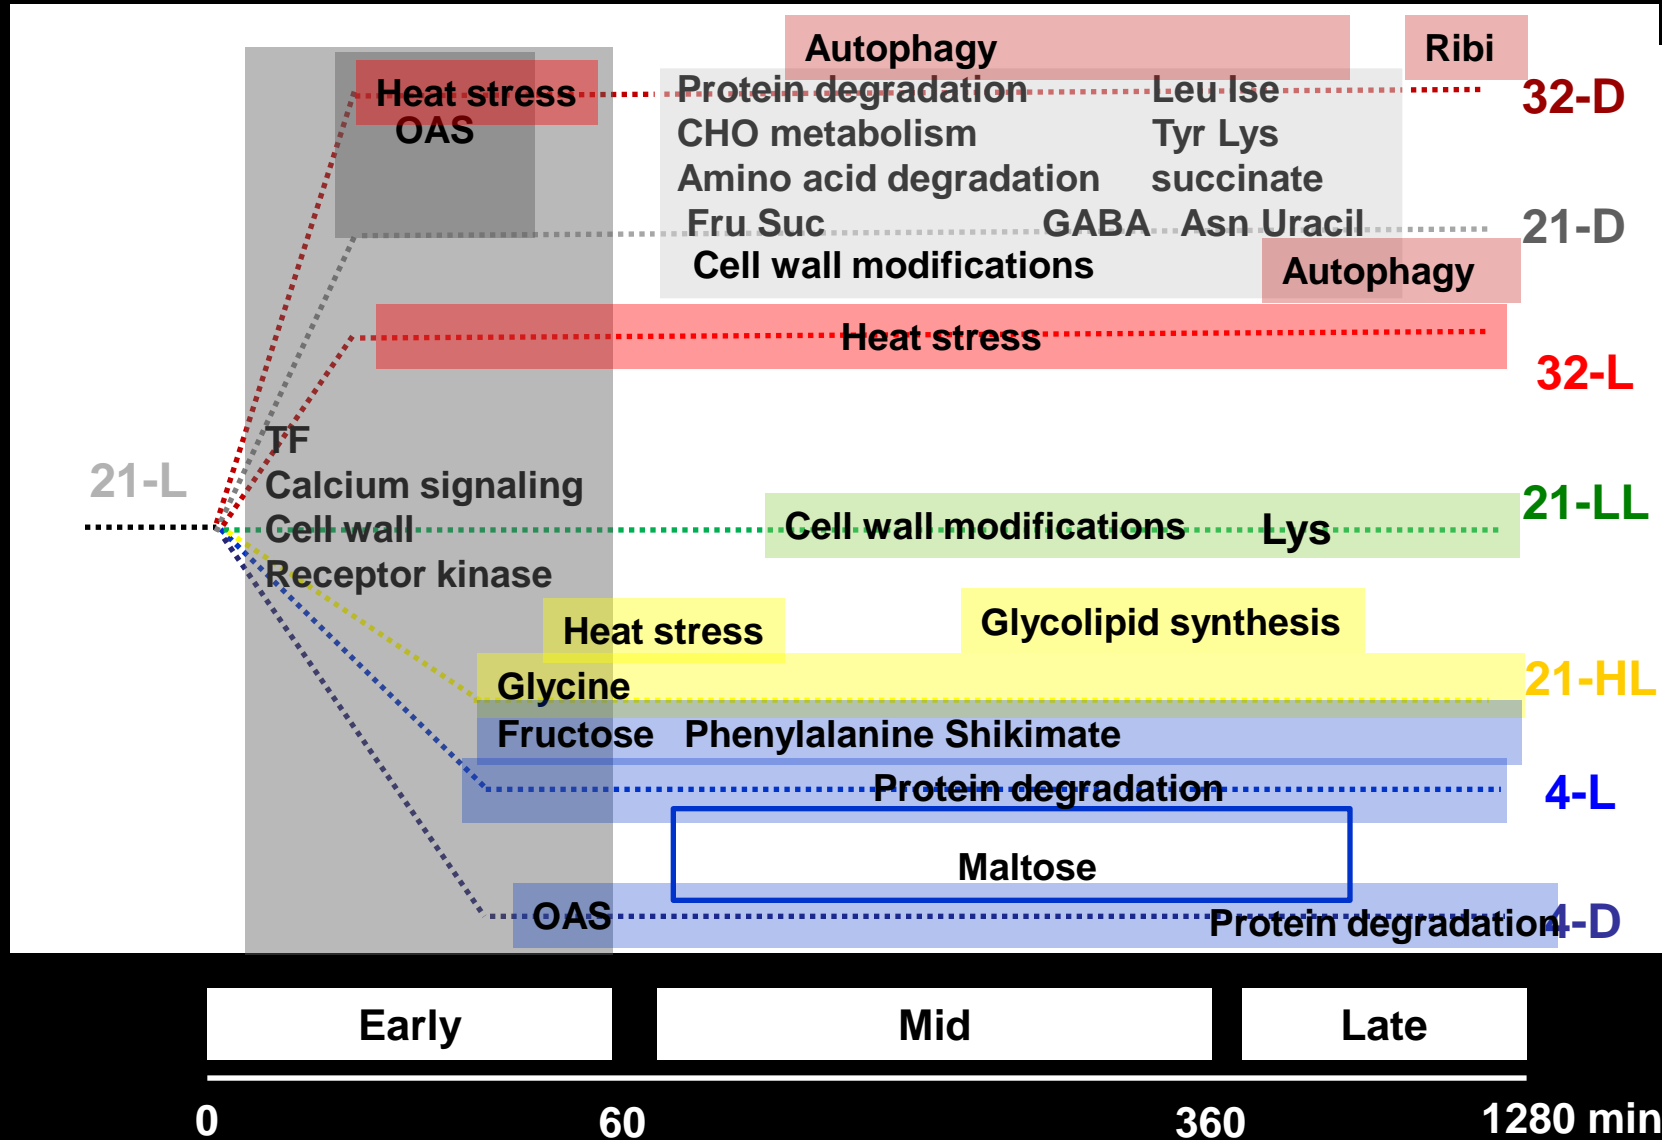 Autophagy
Ribi
Heat stress
OAS
Protein degradation
Leu Ise
32-D
CHO metabolism
Tyr Lys
Amino acid degradation
succinate
Fru Suc
GABA
Asn Uracil
21-D
Cell wall modifications
Autophagy
Heat stress
32-L
21-L
TF
Calcium signaling
Cell wall
Receptor kinase
Cell wall modifications
Lys
21-LL
Heat stress
Glycolipid synthesis
Glycine
21-HL
Fructose
Phenylalanine Shikimate
Protein degradation
4-L
Maltose
OAS
Protein degradation
4-D
Early
Mid
Late
0
60
360
1280 min